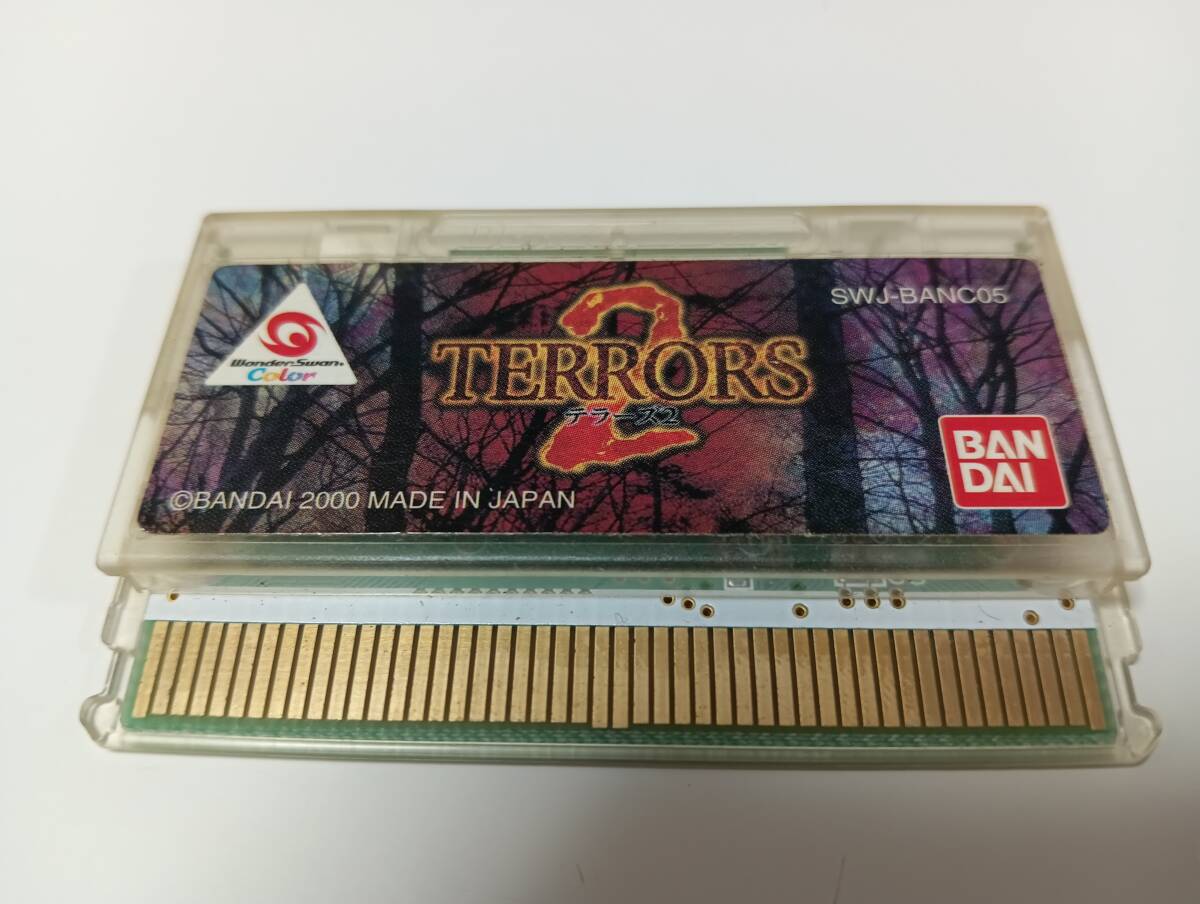 SWJ-BANC05
WonderSwan
Color
2
TERRORS
テラーズ2
BAN
DAI
©BANDAI 2000 MADE IN JAPAN